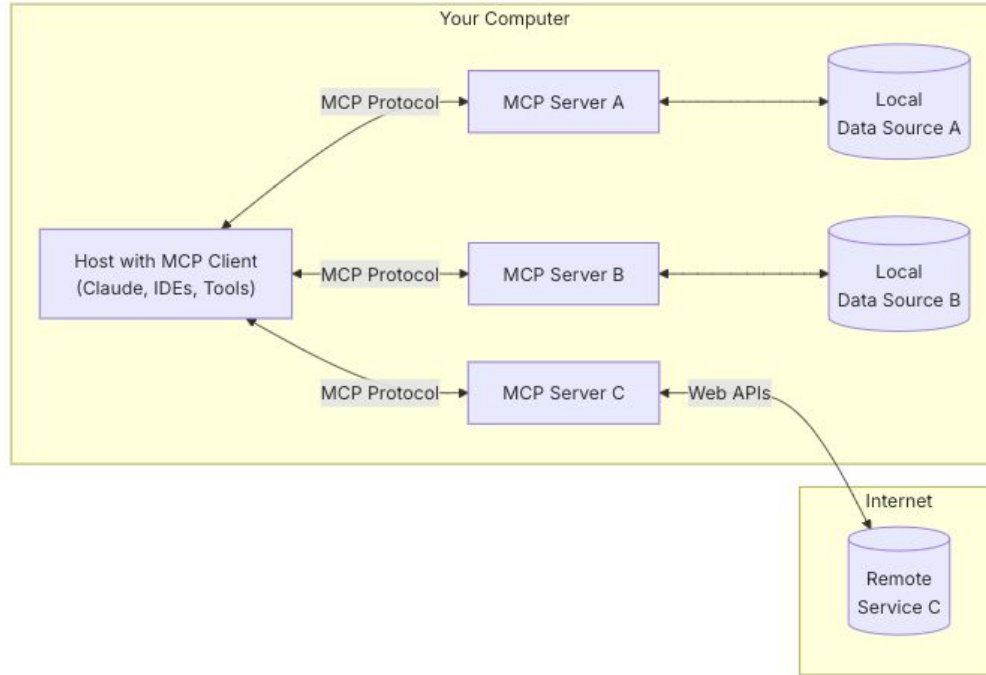 Your Computer
MCP Protocol
MCP Server A
Local
Data Source A
Host with MCP Client
(Claude, IDEs, Tools)
MCP Protocol
MCP Server B
Local
Data Source B
MCP Protocol
MCP Server C
Web APIs
Internet
Remote
Service C